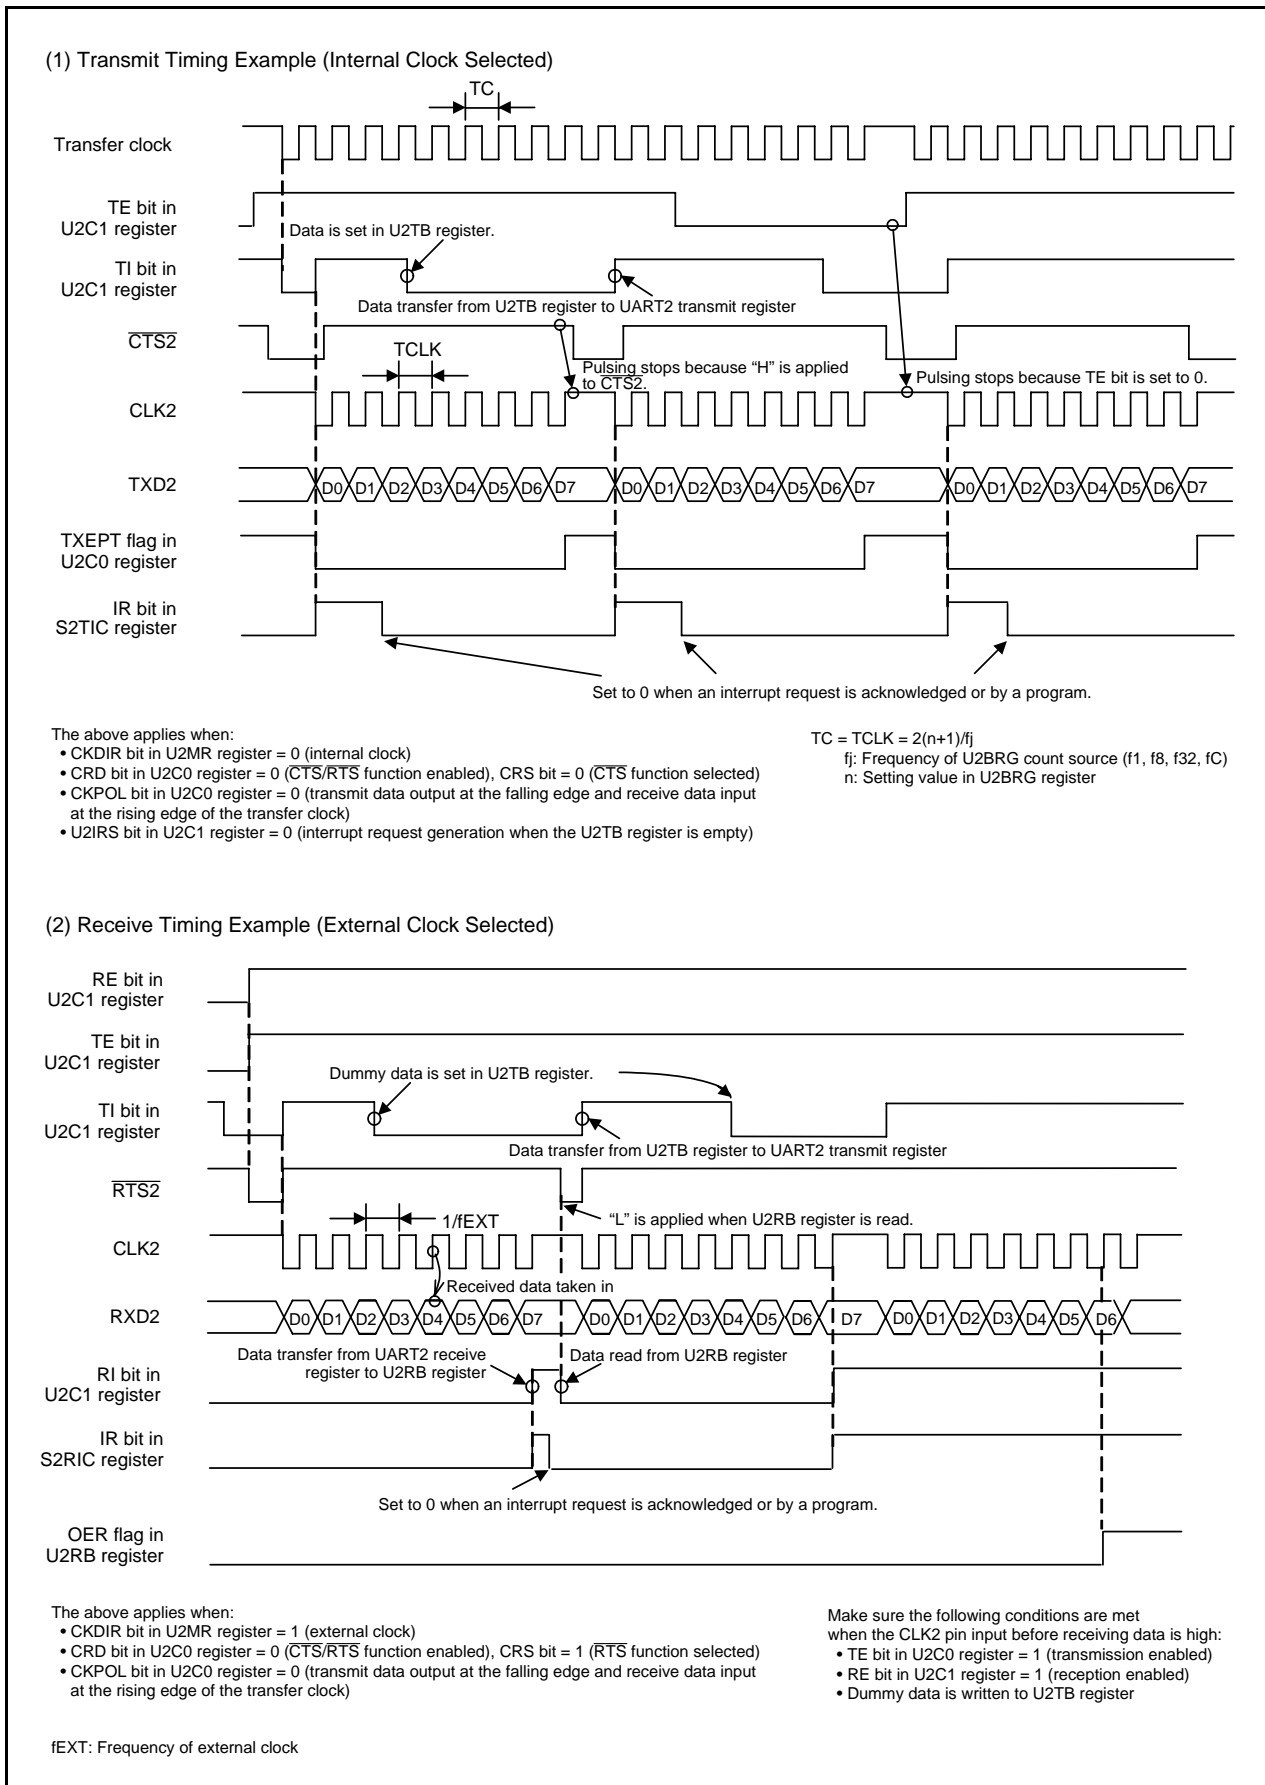 (1) Transmit Timing Example (Internal Clock Selected)
TC
Transfer clock
TE bit in
U2C1 register
Data is set in U2TB register.
TI bit in
U2C1 register
Data transfer from U2TB register to UART2 transmit register
CTS2
TCLK
Pulsing stops because “H” is applied
to CTS2.
Pulsing stops because TE bit is set to 0.
CLK2
TXD2
D0 D1 D2 D3 D4 D5 D6 D7 D0 D1 D2 D3 D4 D5 D6 D7 D0 D1 D2 D3 D4 D5 D6 D7
TXEPT flag in
U2C0 register
IR bit in
S2TIC register
Set to 0 when an interrupt request is acknowledged or by a program.
The above applies when:
• CKDIR bit in U2MR register = 0 (internal clock)
• CRD bit in U2C0 register = 0 (CTS/RTS function enabled), CRS bit = 0 (CTS function selected)
• CKPOL bit in U2C0 register = 0 (transmit data output at the falling edge and receive data input
at the rising edge of the transfer clock)
• U2IRS bit in U2C1 register = 0 (interrupt request generation when the U2TB register is empty)
TC = TCLK = 2(n+1)/fj
fj: Frequency of U2BRG count source (f1, f8, f32, fC)
n: Setting value in U2BRG register
(2) Receive Timing Example (External Clock Selected)
RE bit in
U2C1 register
TE bit in
U2C1 register
Dummy data is set in U2TB register.
TI bit in
U2C1 register
Data transfer from U2TB register to UART2 transmit register
RTS2
1/fEXT
“L” is applied when U2RB register is read.
CLK2
Received data taken in
RXD2
D0 D1 D2 D3 D4 D5 D6 D7 D0 D1 D2 D3 D4 D5 D6 D7 D0 D1 D2 D3 D4 D5 D6
Data transfer from UART2 receive
register to U2RB register
Data read from U2RB register
RI bit in
U2C1 register
IR bit in
S2RIC register
Set to 0 when an interrupt request is acknowledged or by a program.
OER flag in
U2RB register
The above applies when:
• CKDIR bit in U2MR register = 1 (external clock)
• CRD bit in U2C0 register = 0 (CTS/RTS function enabled), CRS bit = 1 (RTS function selected)
• CKPOL bit in U2C0 register = 0 (transmit data output at the falling edge and receive data input
at the rising edge of the transfer clock)
Make sure the following conditions are met
when the CLK2 pin input before receiving data is high:
• TE bit in U2C0 register = 1 (transmission enabled)
• RE bit in U2C1 register = 1 (reception enabled)
• Dummy data is written to U2TB register
fEXT: Frequency of external clock